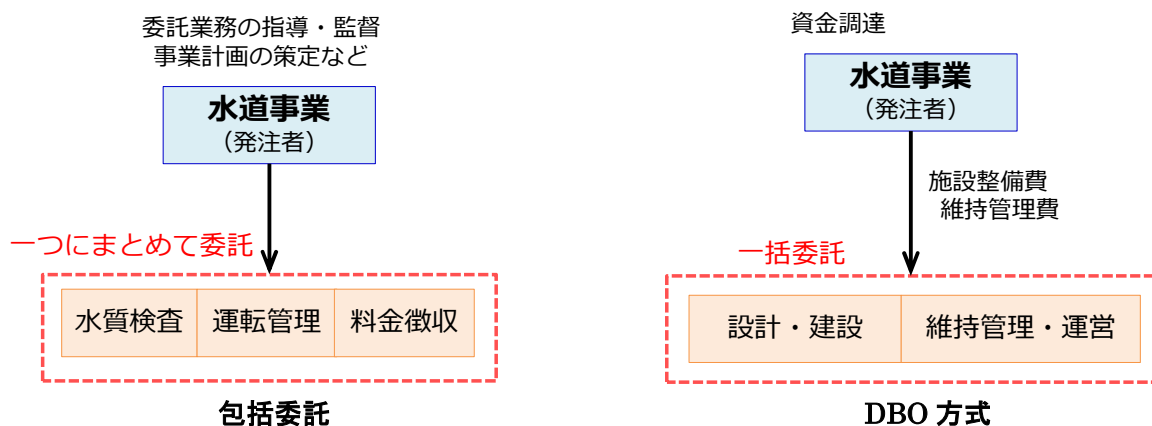 委託業務の指導・監督
事業計画の策定など
水道事業
（発注者）
一つにまとめて委託
水質検査
運転管理
料金徴収
包括委託
資金調達
水道事業
（発注者）
施設整備費
維持管理費
一括委託
設計・建設
維持管理・運営
DBO 方式